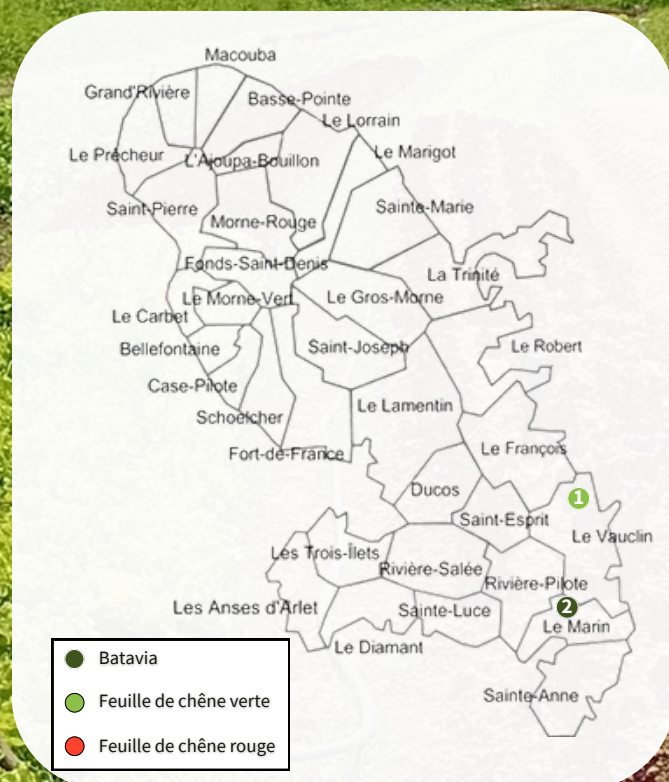 Macouba
Grand'Rivière
Basse-Pointe
Le Lorrain
Le Prêcheur
L'Ajoupa-Bouillon
Le Marigot
Saint-Pierre
Sainte-Marie
Morne-Rouge
Fonds-Saint-Denis
La Trinité
Le Morne-Vert
Le Gros-Morne
Le Carbet
Bellefontaine
Saint-Joseph
Le Robert
Case-Pilote
Le Lamentin
Schoelcher
Le François
Fort-de-France
Ducos
1
Saint-Esprit
Le Vauclin
Les Trois-Îlets
Rivière-Salée
Rivière-Pilote
Les Anses d'Arlet
Sainte-Luce
2
Le Marin
Le Diamant
Sainte-Anne
Batavia
Feuille de chêne verte
Feuille de chêne rouge